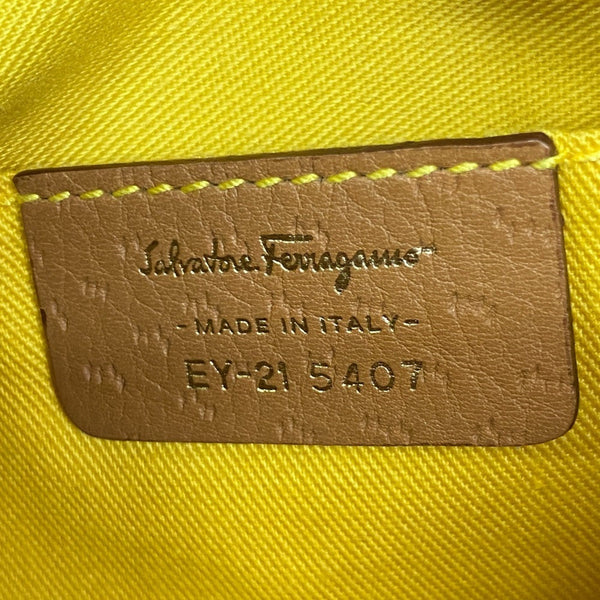 Salvatore Ferragamo
- MADE IN ITALY -
EY-21 5407